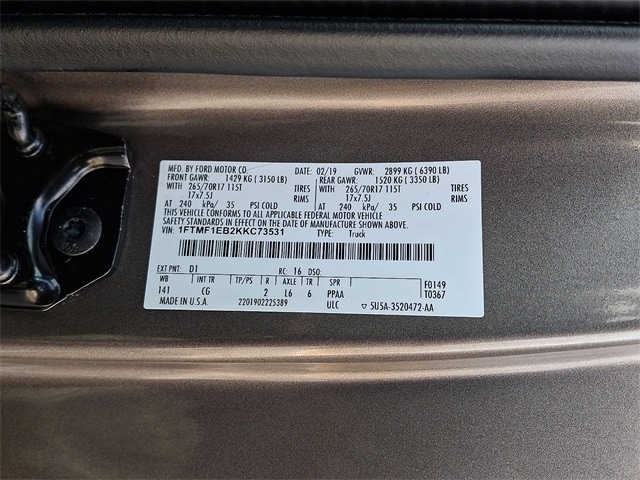 MFD. BY FORD MOTOR CO. DATE: 02/19 GVWR: 2899 KG ( 6390 LB)
FRONT GAWR: 1429 KG ( 3150 LB) REAR GAWR: 1520 KG ( 3350 LB)
WITH 265/70R17 115T TIRES WITH 265/70R17 115T TIRES
17x7.5J RIMS 17x7.5J RIMS
AT 240 kPa/ 35 PSI COLD AT 240 kPa/ 35 PSI COLD
THIS VEHICLE CONFORMS TO ALL APPLICABLE FEDERAL MOTOR VEHICLE
SAFETY STANDARDS IN EFFECT ON THE DATE OF MANUFACTURE SHOWN ABOVE.
VIN: 1FTMF1EB2KKC73531 TYPE: Truck
EXT PNT: D1 RC: 16 DSO:
WB INT TR TP/PS R AXLE TR SPR F0149
141 CG 2 L6 6 PPAA T0367
MADE IN U.S.A. 2201902225389 ULC ▽ 5U5A-3520472-AA